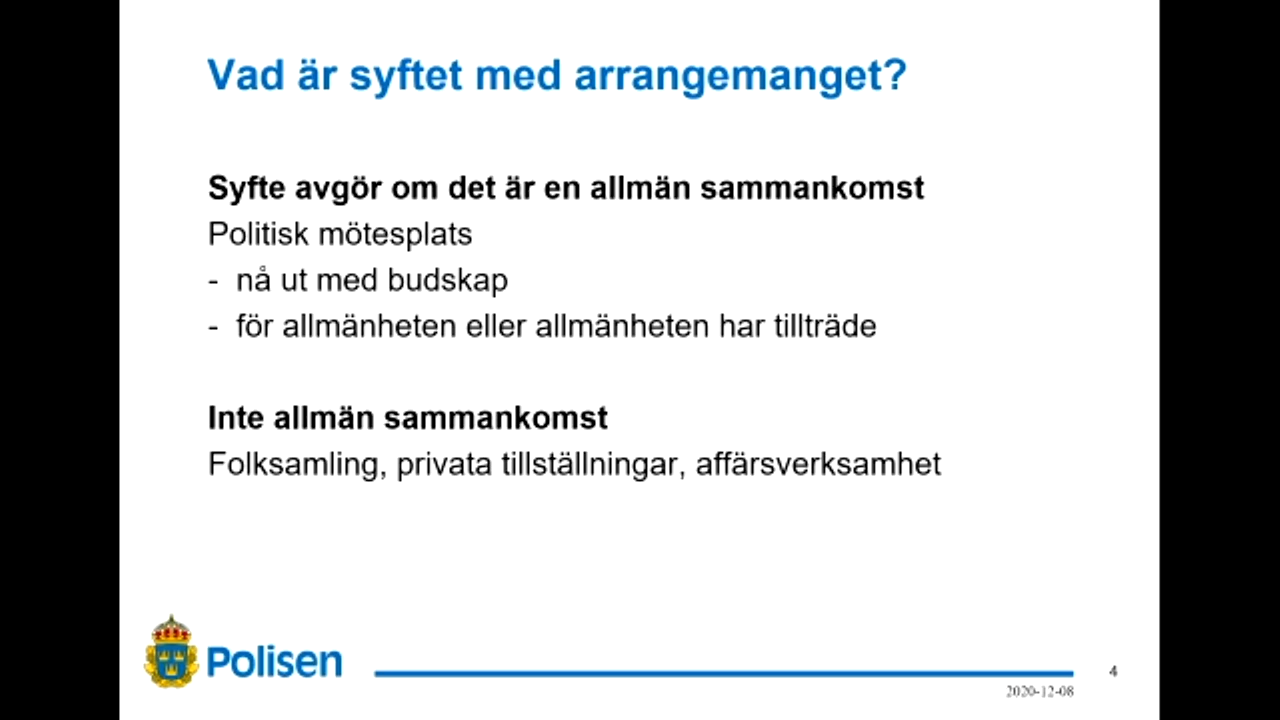 Vad är syftet med arrangemanget?
Syfte avgör om det är en allmän sammankomst
Politisk mötesplats
- nå ut med budskap
- för allmänheten eller allmänheten har tillträde
Inte allmän sammankomst
Folksamling, privata tillställningar, affärsverksamhet
Polisen
4
2020-12-08